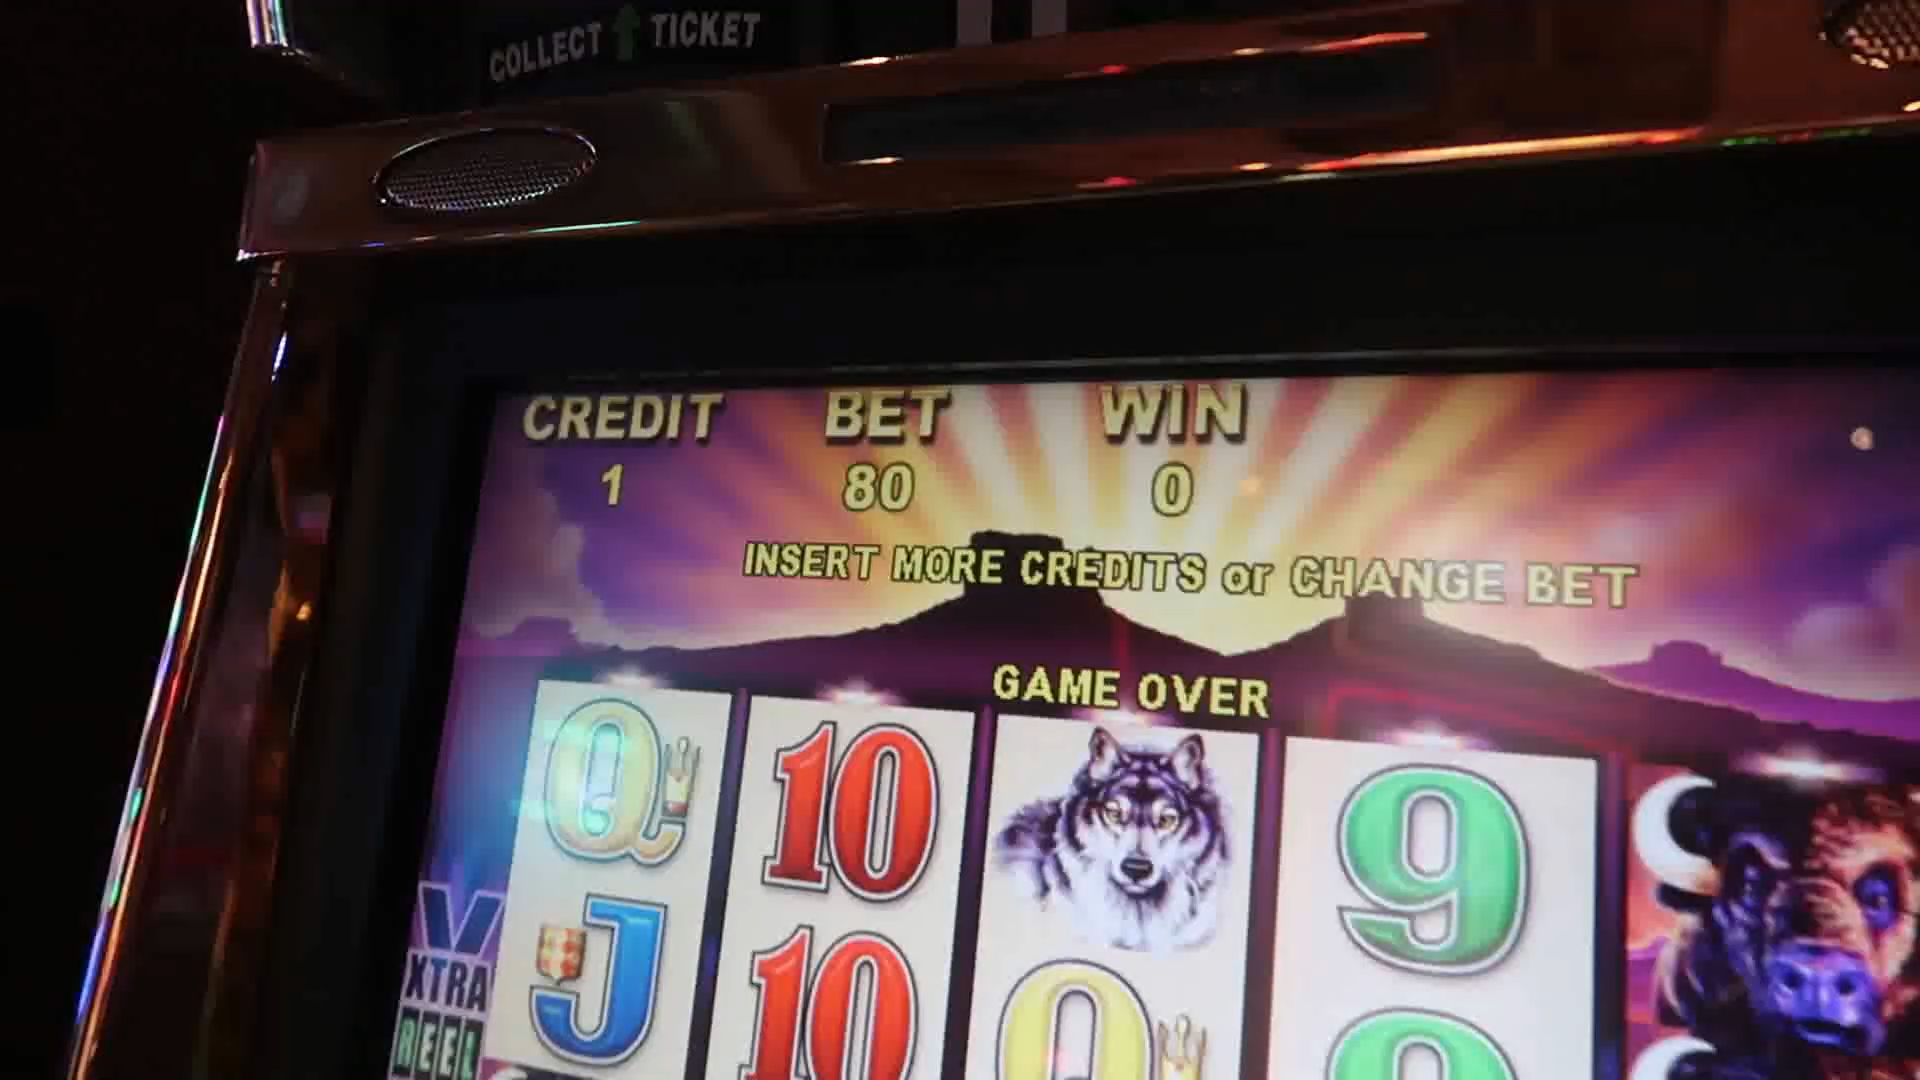 COLLECT ↑ TICKET
CREDIT BET WIN
1 80 0
INSERT MORE CREDITS or CHANGE BET
GAME OVER
Q 10 9
J 10 Q 9
XTRA
REEL